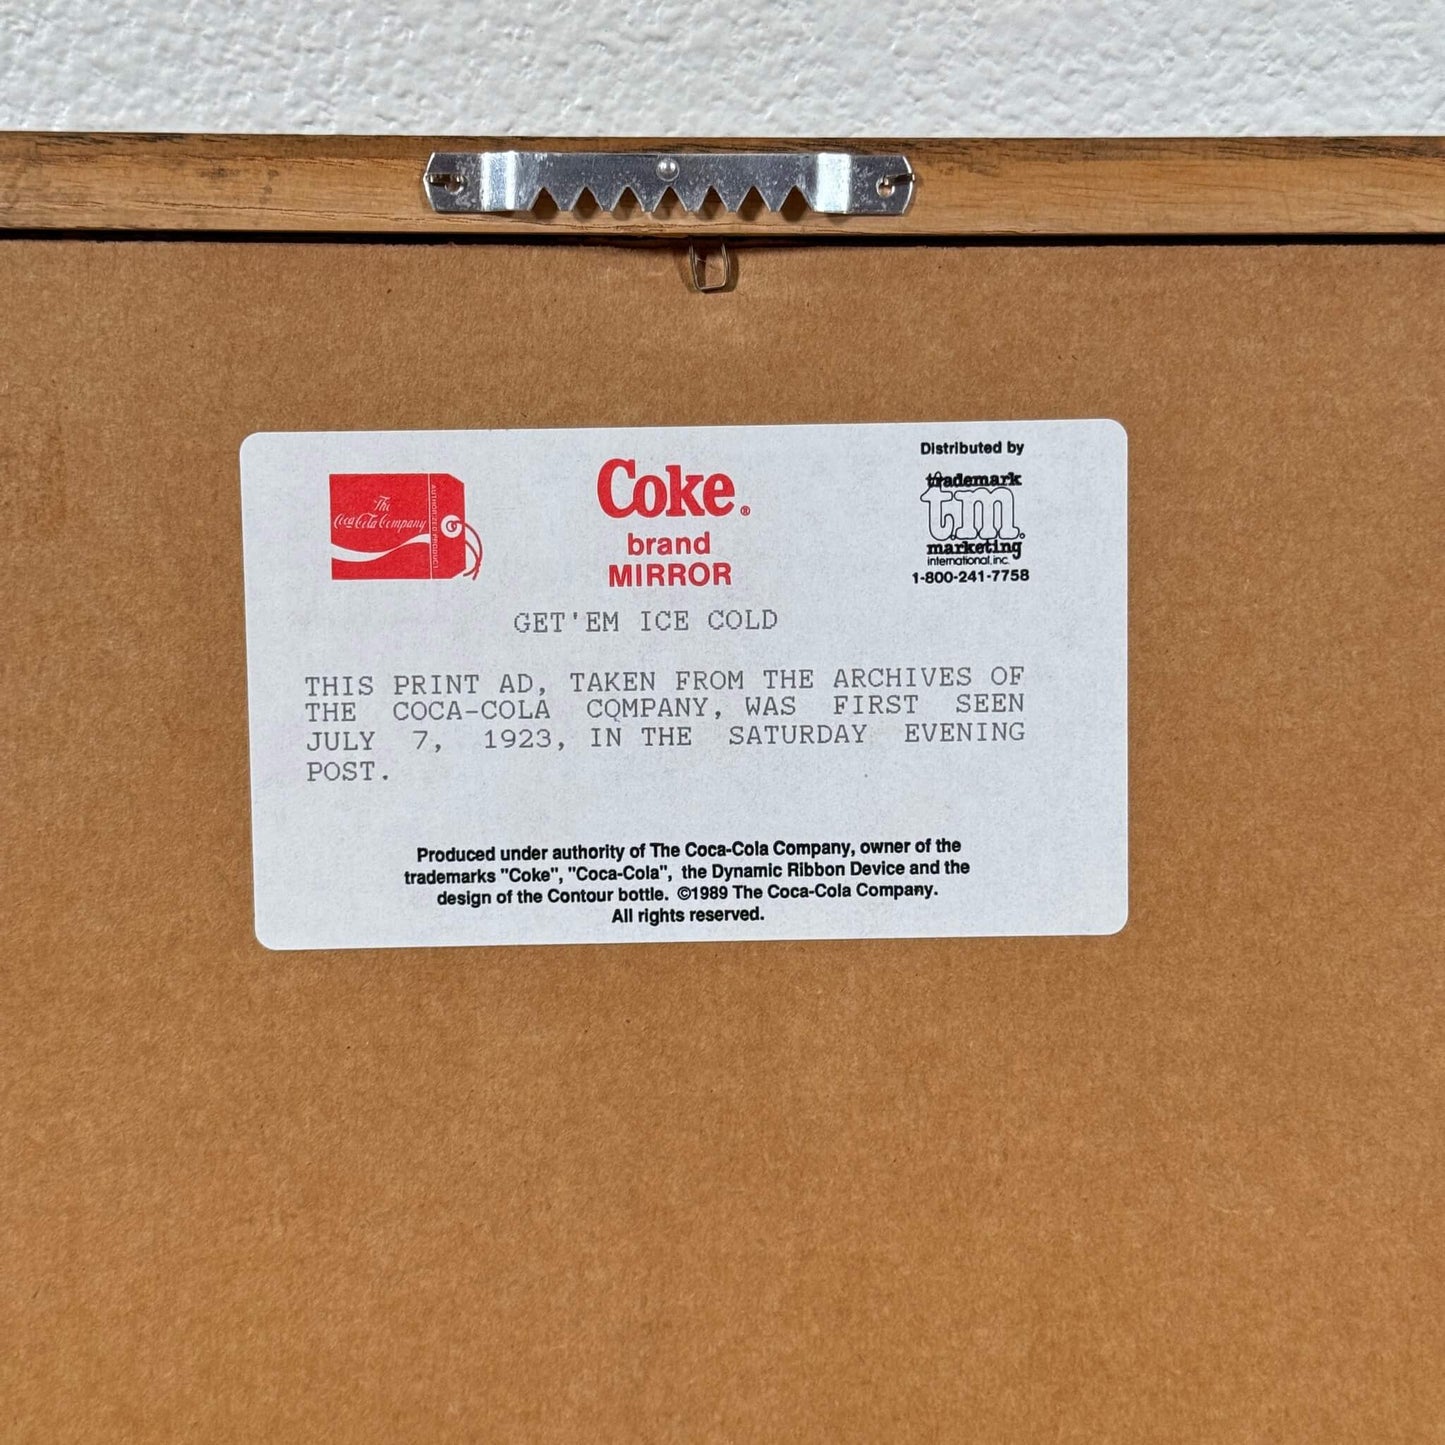 The
Coca-Cola Company
AUTHORIZED PRODUCT
Coke®
brand
MIRROR
Distributed by
trademark
t.m.
marketing
international, inc.
1-800-241-7758
GET'EM ICE COLD
THIS PRINT AD, TAKEN FROM THE ARCHIVES OF
THE COCA-COLA COMPANY, WAS FIRST SEEN
JULY 7, 1923, IN THE SATURDAY EVENING
POST.
Produced under authority of The Coca-Cola Company, owner of the
trademarks "Coke", "Coca-Cola", the Dynamic Ribbon Device and the
design of the Contour bottle. ©1989 The Coca-Cola Company.
All rights reserved.